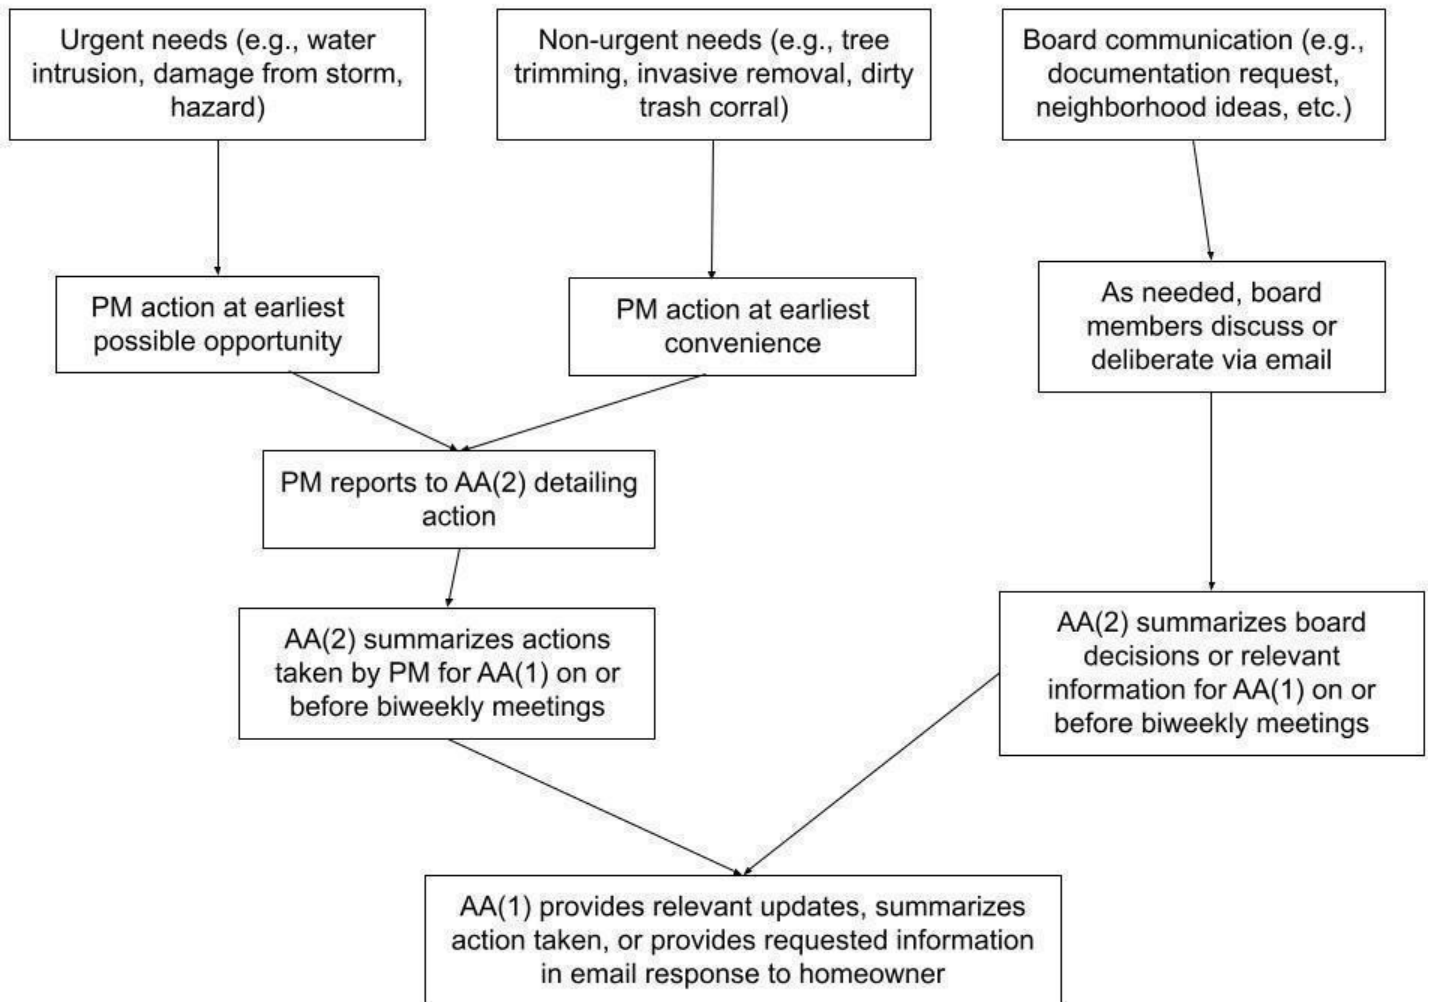 Urgent needs (e.g., water
intrusion, damage from storm,
hazard)
Non-urgent needs (e.g., tree
trimming, invasive removal, dirty
trash corral)
Board communication (e.g.,
documentation request,
neighborhood ideas, etc.)
PM action at earliest
possible opportunity
PM action at earliest
convenience
As needed, board
members discuss or
deliberate via email
PM reports to AA(2) detailing
action
AA(2) summarizes actions
taken by PM for AA(1) on or
before biweekly meetings
AA(2) summarizes board
decisions or relevant
information for AA(1) on or
before biweekly meetings
AA(1) provides relevant updates, summarizes
action taken, or provides requested information
in email response to homeowner